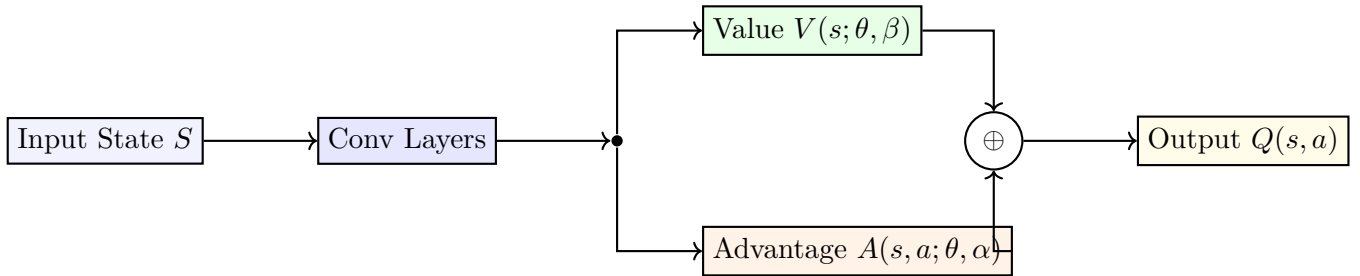 Value V(s; θ, β)
Input State S
Conv Layers
⊕
Output Q(s, a)
Advantage A(s, a; θ, α)